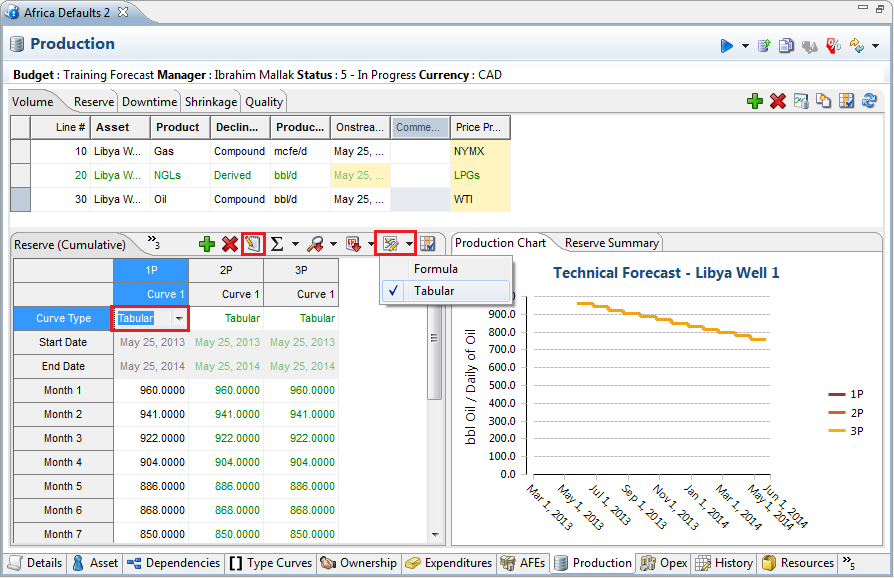 Africa Defaults 2
Production
Budget : Training Forecast Manager : Ibrahim Mallak Status : 5 - In Progress Currency : CAD
Volume Reserve Downtime Shrinkage Quality
Line # Asset Product Declin... Produc... Onstrea... Comme... Price Pr...
10 Libya W... Gas Compound mcfe/d May 25, ... NYMX
20 Libya W... NGLs Derived bbl/d May 25, ... LPGs
30 Libya W... Oil Compound bbl/d May 25, ... WTI
Reserve (Cumulative) »3
Formula
Tabular
1P 2P 3P
Curve 1 Curve 1 Curve 1
Curve Type Tabular Tabular Tabular
Start Date May 25, 2013 May 25, 2013 May 25, 2013
End Date May 25, 2014 May 25, 2014 May 25, 2014
Month 1 960.0000 960.0000 960.0000
Month 2 941.0000 941.0000 941.0000
Month 3 922.0000 922.0000 922.0000
Month 4 904.0000 904.0000 904.0000
Month 5 886.0000 886.0000 886.0000
Month 6 868.0000 868.0000 868.0000
Month 7 850.0000 850.0000 850.0000
Production Chart Reserve Summary
Technical Forecast - Libya Well 1
bbl Oil / Daily of Oil
900.0
800.0
700.0
600.0
500.0
400.0
300.0
200.0
100.0
0.0
Mar 1, 2013
May 1, 2013
Jul 1, 2013
Sep 1, 2013
Nov 1, 2013
Jan 1, 2014
Mar 1, 2014
May 1, 2014
Jun 1, 2014
1P
2P
3P
Details Asset Dependencies Type Curves Ownership Expenditures AFEs Production Opex History Resources »5